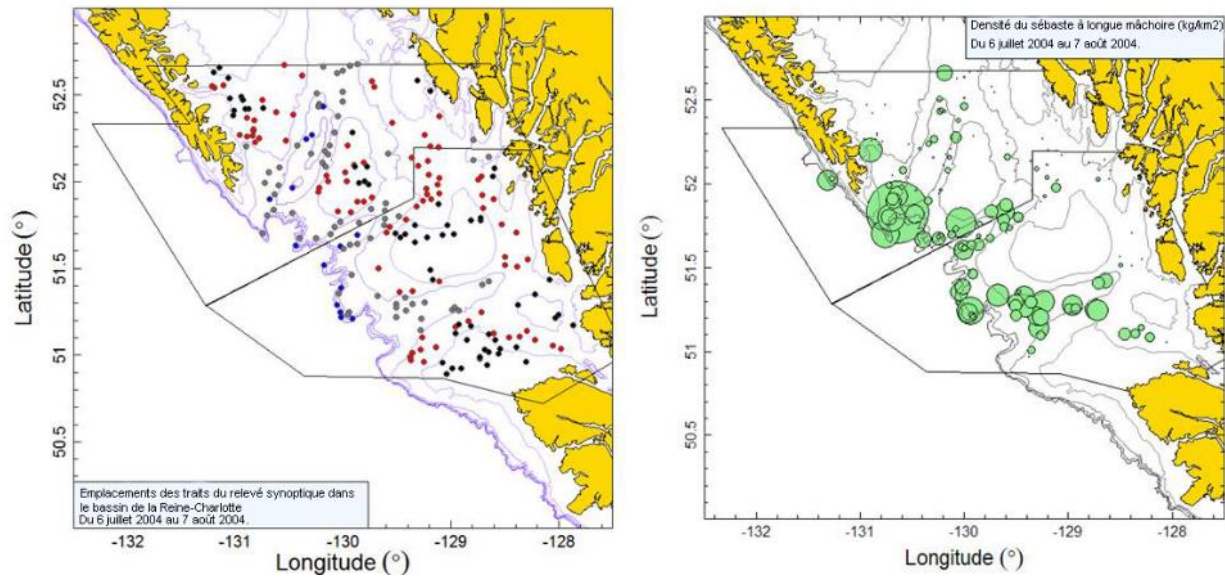 52.5
52
51.5
51
50.5
Latitude (°)
Emplacements des traits du relevé synoptique dans
le bassin de la Reine-Charlotte
Du 6 juillet 2004 au 7 août 2004.
-132 -131 -130 -129 -128
Longitude (°)
Densité du sébaste à longue mâchoire (kg/km2)
Du 6 juillet 2004 au 7 août 2004.
52.5
52
51.5
51
50.5
Latitude (°)
-132 -131 -130 -129 -128
Longitude (°)